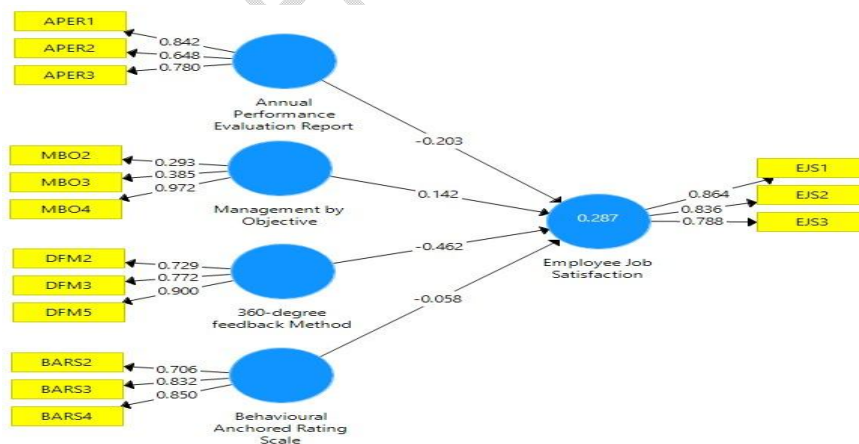 APER1
0.842
APER2
0.648
APER3
0.780
Annual
Performance
Evaluation Report
-0.203
MBO2
0.293
MBO3
0.385
MBO4
0.972
Management by
Objective
0.142
DFM2
0.729
DFM3
0.772
DFM5
0.900
360-degree
feedback Method
-0.462
BARS2
0.706
BARS3
0.832
BARS4
0.850
Behavioural
Anchored Rating
Scale
-0.058
0.287
Employee Job
Satisfaction
0.864
EJS1
0.836
EJS2
0.788
EJS3